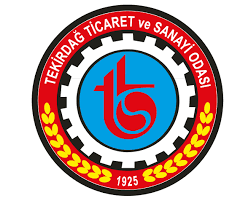 TEKİRDAĞ TİCARET ve SANAYİ ODASI
1925